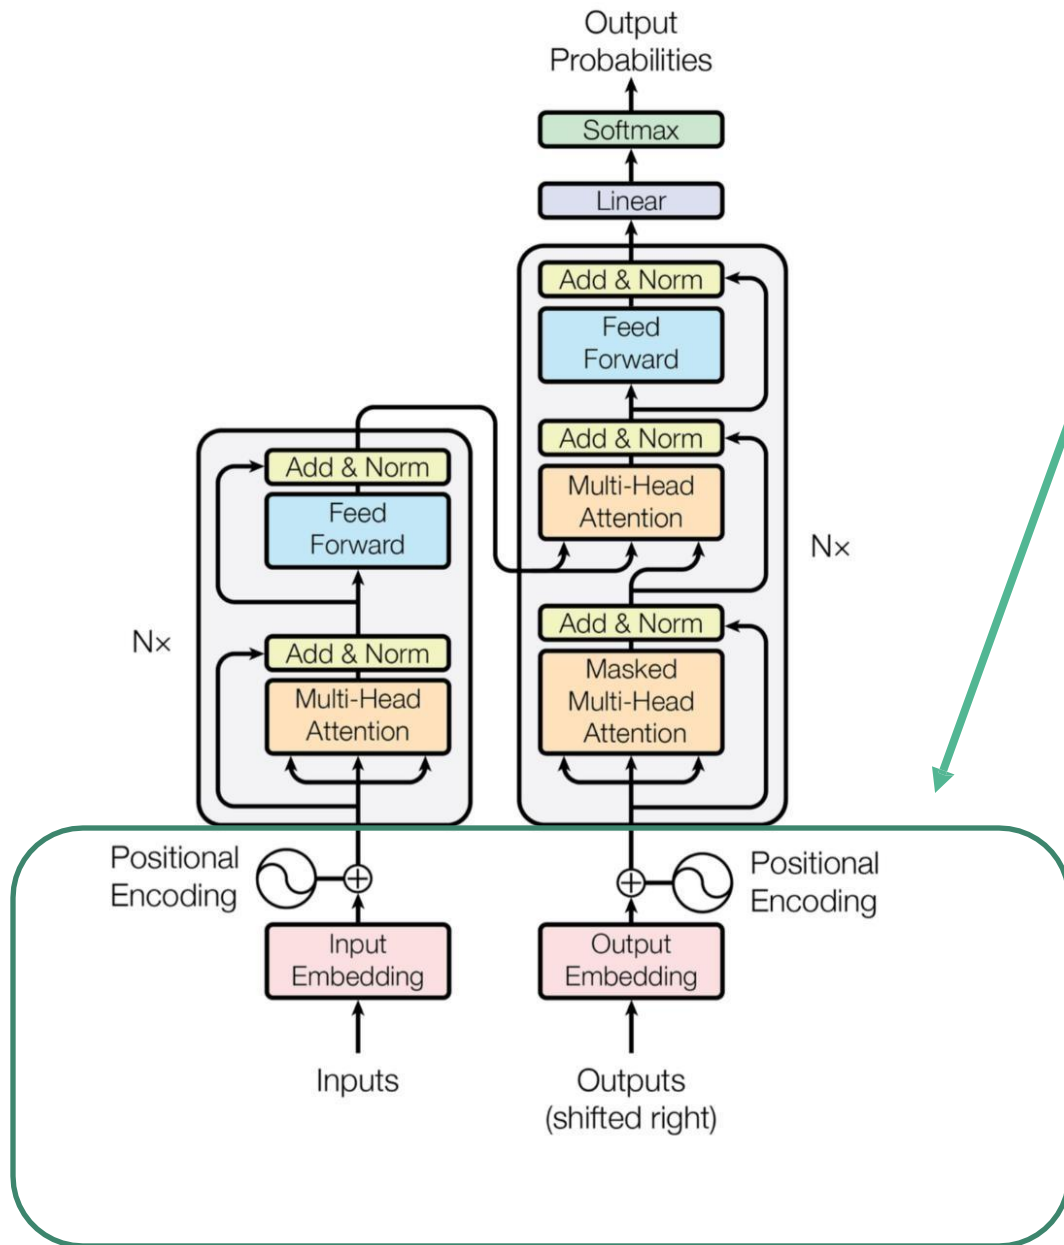 Output
Probabilities
Softmax
Linear
Add & Norm
Feed
Forward
Add & Norm
Multi-Head
Attention
Nx
Add & Norm
Masked
Multi-Head
Attention
Add & Norm
Feed
Forward
Nx
Add & Norm
Multi-Head
Attention
Positional
Encoding
Input
Embedding
Inputs
Positional
Encoding
Output
Embedding
Outputs
(shifted right)